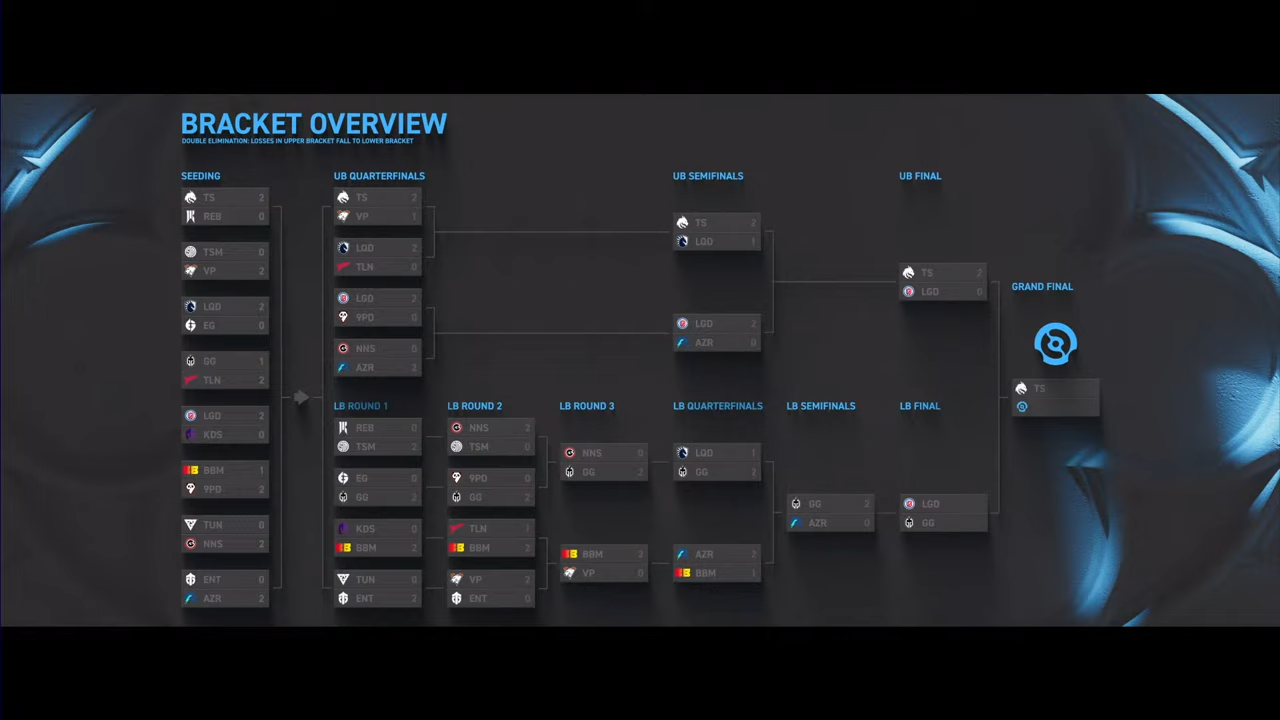 BRACKET OVERVIEW
DOUBLE ELIMINATION: LOSSES IN UPPER BRACKET FALL TO LOWER BRACKET
SEEDING
TS 2
REB 0
TSM 0
VP 2
LQD 2
EG 0
GG 1
TLN 2
LGD 2
KDS 0
BBM 1
9PD 2
TUN 0
NNS 2
ENT 0
AZR 2
UB QUARTERFINALS
TS 2
VP 1
LQD 2
TLN 0
LGD 2
9PD 0
NNS 0
AZR 2
UB SEMIFINALS
TS 2
LQD 1
LGD 2
AZR 0
UB FINAL
TS 2
LGD 0
GRAND FINAL
TS
LB ROUND 1
REB 0
TSM 2
EG 0
GG 2
KDS 0
BBM 2
TUN 0
ENT 2
LB ROUND 2
NNS 2
TSM 0
9PD 0
GG 2
TLN
BBM 2
VP 2
ENT 0
LB ROUND 3
NNS 0
GG 2
BBM 2
VP 0
LB QUARTERFINALS
LQD 1
GG 2
AZR 2
BBM 1
LB SEMIFINALS
GG 2
AZR 0
LB FINAL
LGD
GG